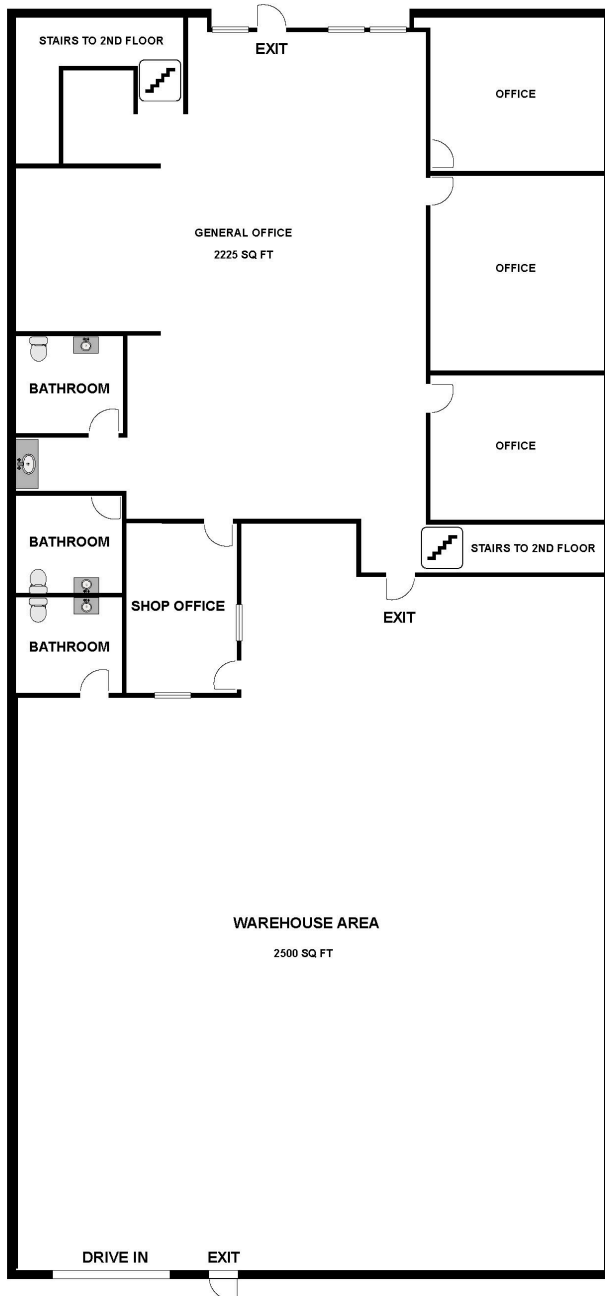 STAIRS TO 2ND FLOOR
EXIT
OFFICE
GENERAL OFFICE
2225 SQ FT
OFFICE
BATHROOM
OFFICE
BATHROOM
STAIRS TO 2ND FLOOR
SHOP OFFICE
EXIT
BATHROOM
WAREHOUSE AREA
2500 SQ FT
DRIVE IN
EXIT